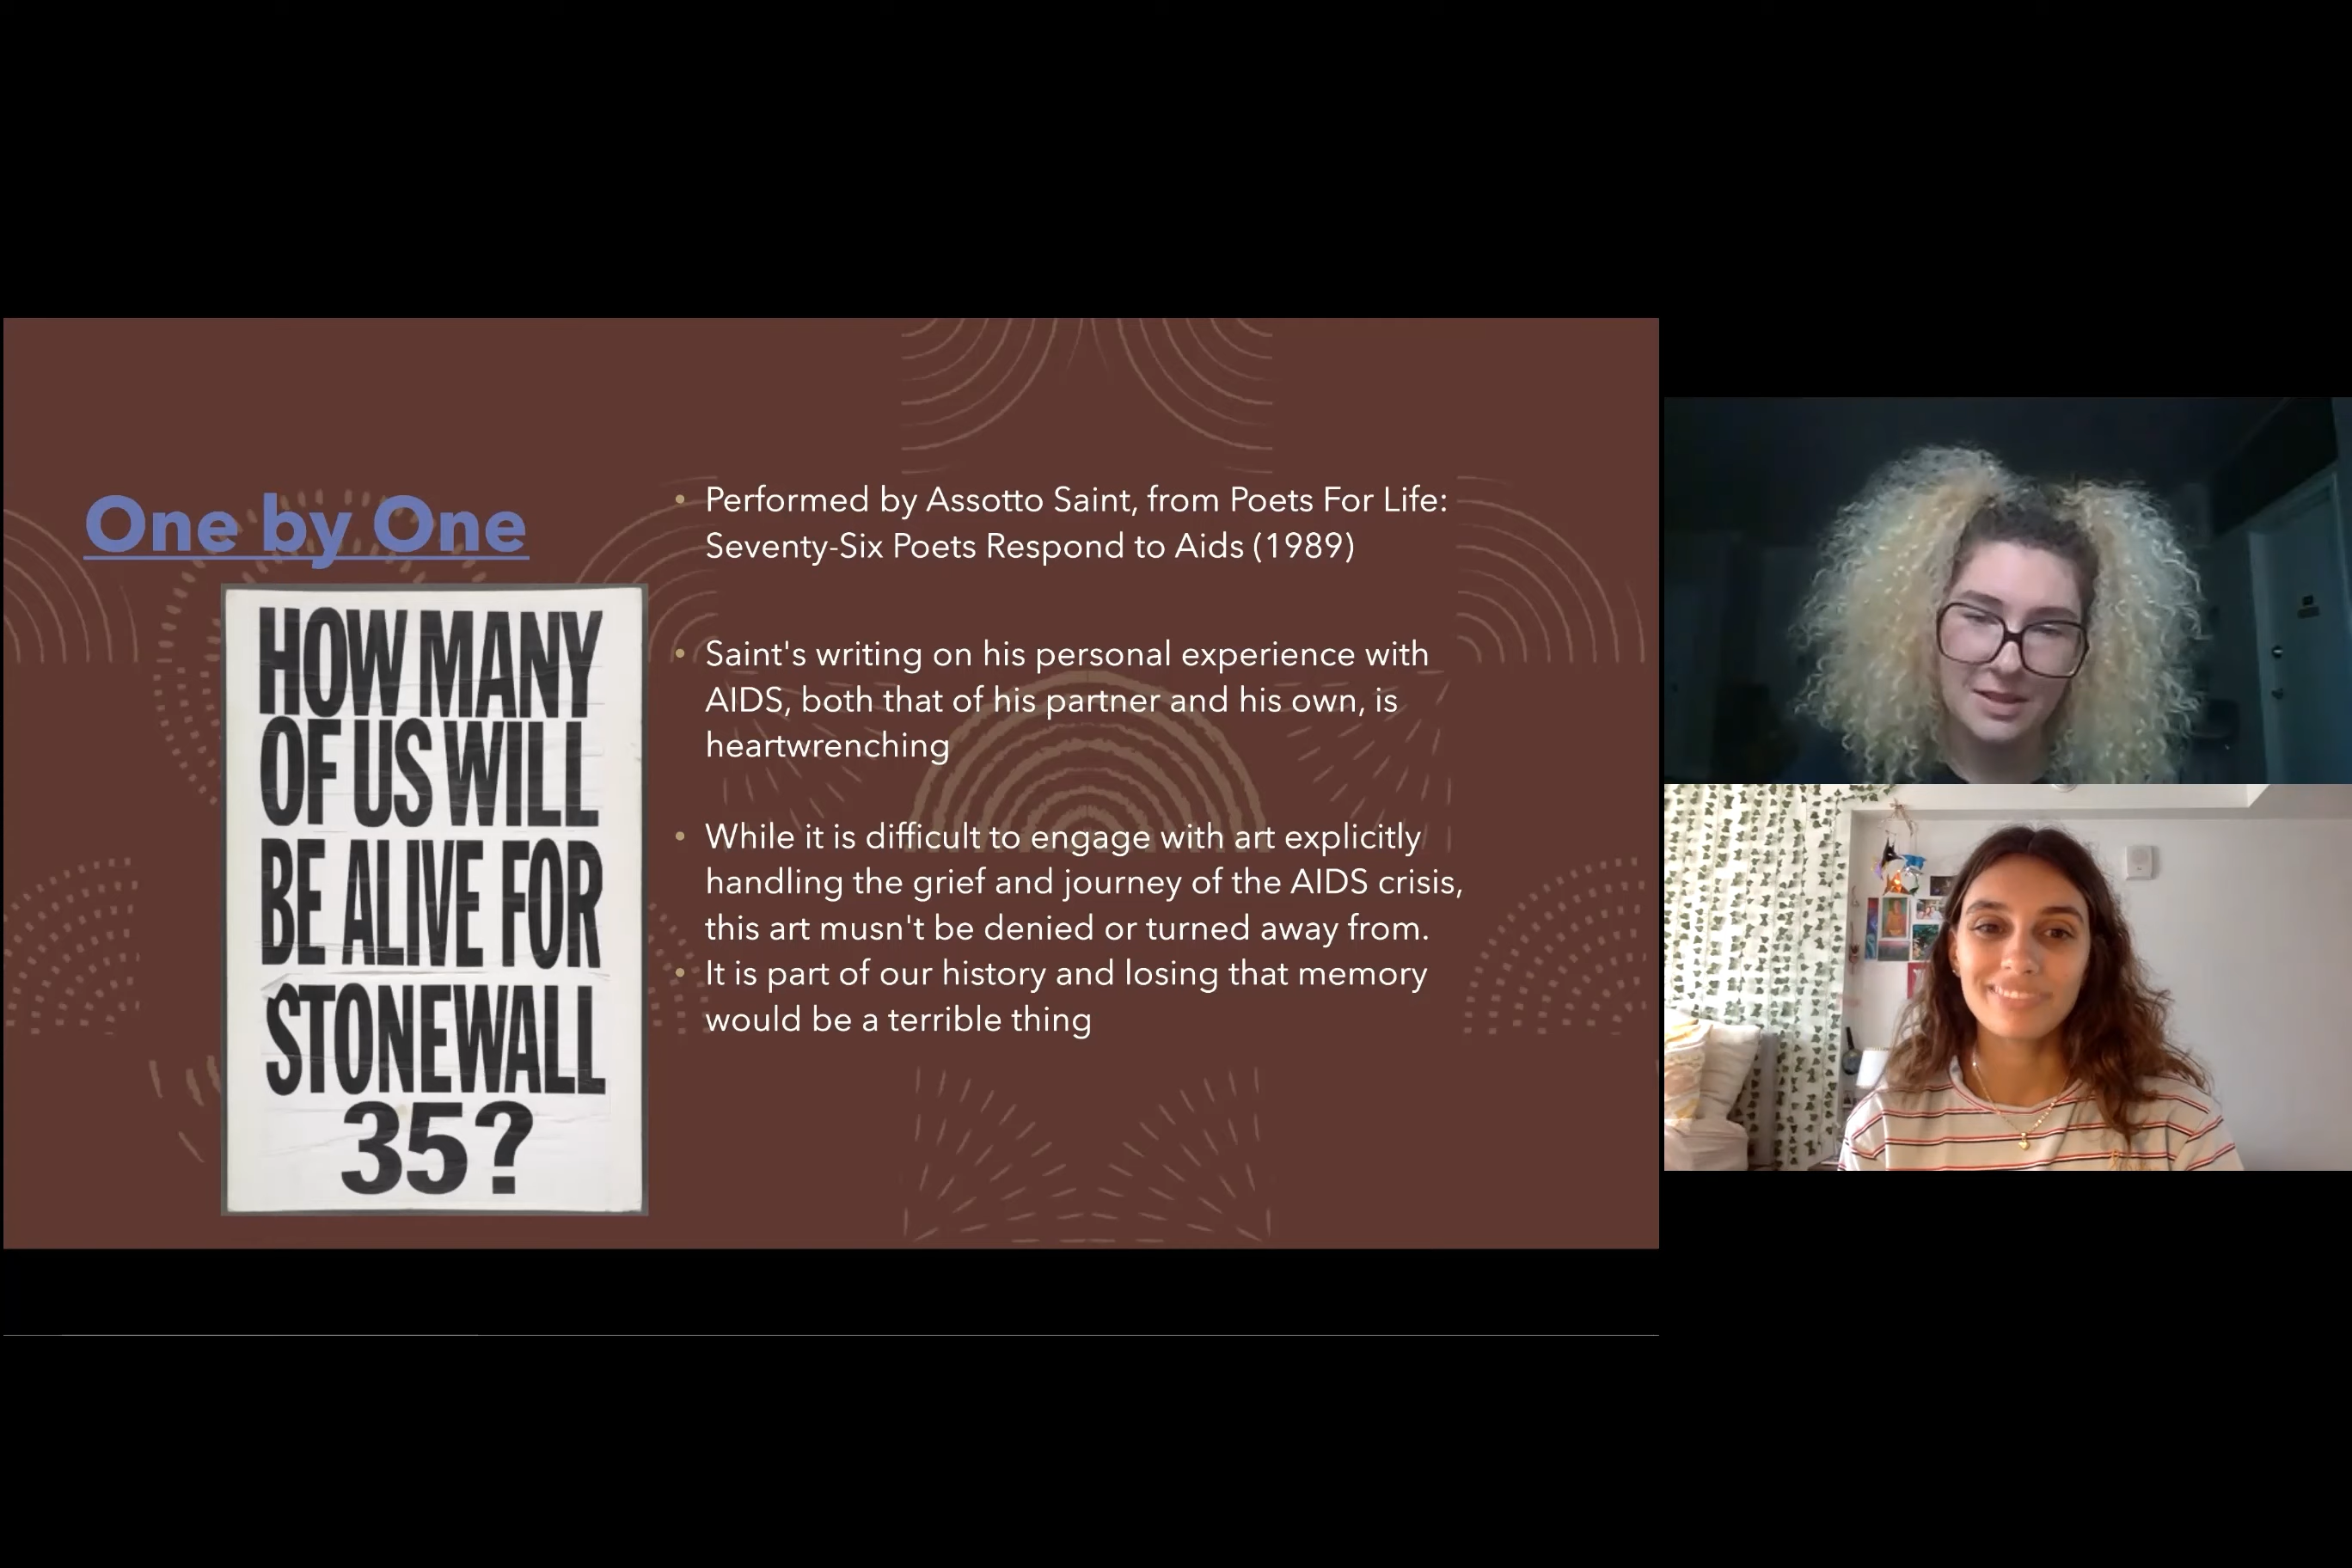 One by One
HOW MANY
OF US WILL
BE ALIVE FOR
STONEWALL
35?
• Performed by Assotto Saint, from Poets For Life:
Seventy-Six Poets Respond to Aids (1989)
• Saint's writing on his personal experience with
AIDS, both that of his partner and his own, is
heartwrenching
• While it is difficult to engage with art explicitly
handling the grief and journey of the AIDS crisis,
this art musn't be denied or turned away from.
• It is part of our history and losing that memory
would be a terrible thing